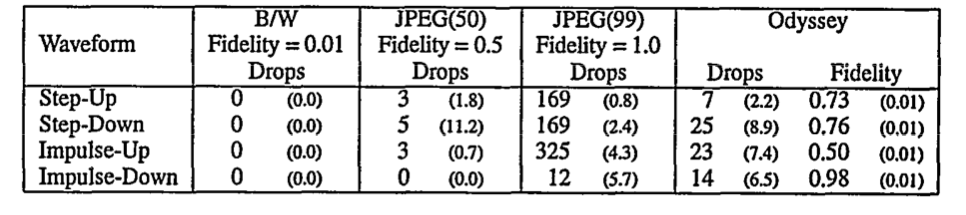 B/W JPEG(50) JPEG(99) Odyssey
Waveform Fidelity = 0.01 Fidelity = 0.5 Fidelity = 1.0
Drops Drops Drops Drops Fidelity
Step-Up 0 (0.0) 3 (1.8) 169 (0.8) 7 (2.2) 0.73 (0.01)
Step-Down 0 (0.0) 5 (11.2) 169 (2.4) 25 (8.9) 0.76 (0.01)
Impulse-Up 0 (0.0) 3 (0.7) 325 (4.3) 23 (7.4) 0.50 (0.01)
Impulse-Down 0 (0.0) 0 (0.0) 12 (5.7) 14 (6.5) 0.98 (0.01)